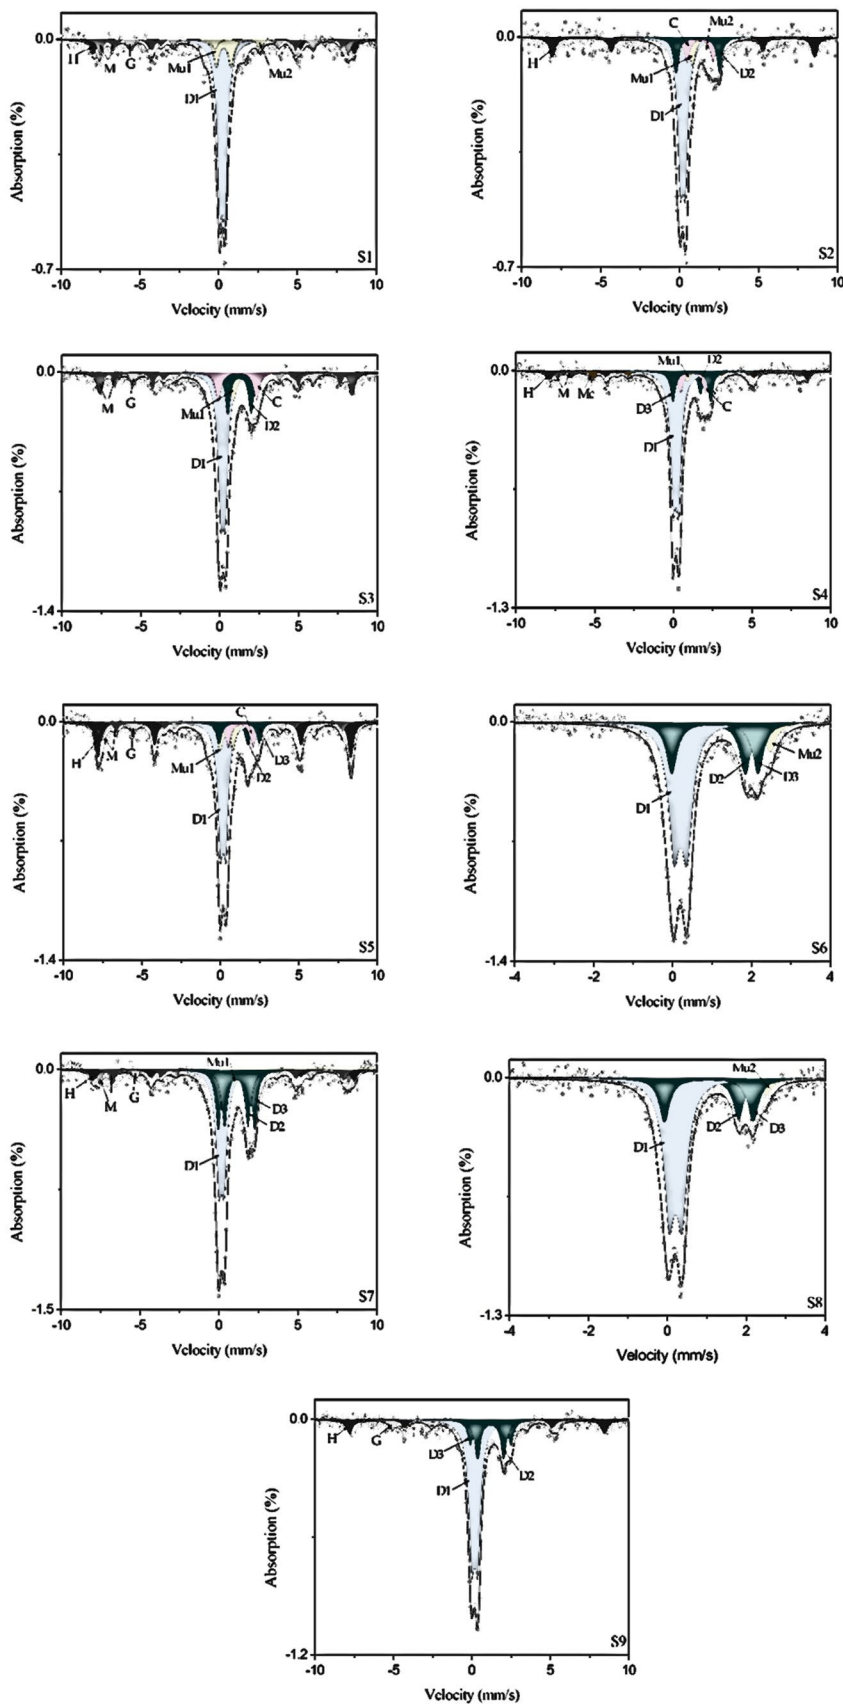 0.0
H M G Mu1 Mu2
D1
Absorption (%)
-0.7
S1
-10 -5 0 5 10
Velocity (mm/s)
C Mu2
0.0
H Mu1 D2
D1
Absorption (%)
-0.7
S2
-10 -5 0 5 10
Velocity (mm/s)
0.0
M G Mu1 C
D2
D1
Absorption (%)
-1.4
S3
-10 -5 0 5 10
Velocity (mm/s)
Mu1 D2
0.0
H M Mc D3 C
D1
Absorption (%)
-1.3
S4
-10 -5 0 5 10
Velocity (mm/s)
C
0.0
H M G Mu1 D2 D3
D1
Absorption (%)
-1.4
S5
-10 -5 0 5 10
Velocity (mm/s)
0.0
Mu2
D2 D3
D1
Absorption (%)
-1.4
S6
-4 -2 0 2 4
Velocity (mm/s)
Mu1
0.0
H M G D3
D2
D1
Absorption (%)
-1.5
S7
-10 -5 0 5 10
Velocity (mm/s)
Mu2
0.0
D2 D3
D1
Absorption (%)
-1.3
S8
-4 -2 0 2 4
Velocity (mm/s)
0.0
H G D3 D2
D1
Absorption (%)
-1.2
S9
-10 -5 0 5 10
Velocity (mm/s)